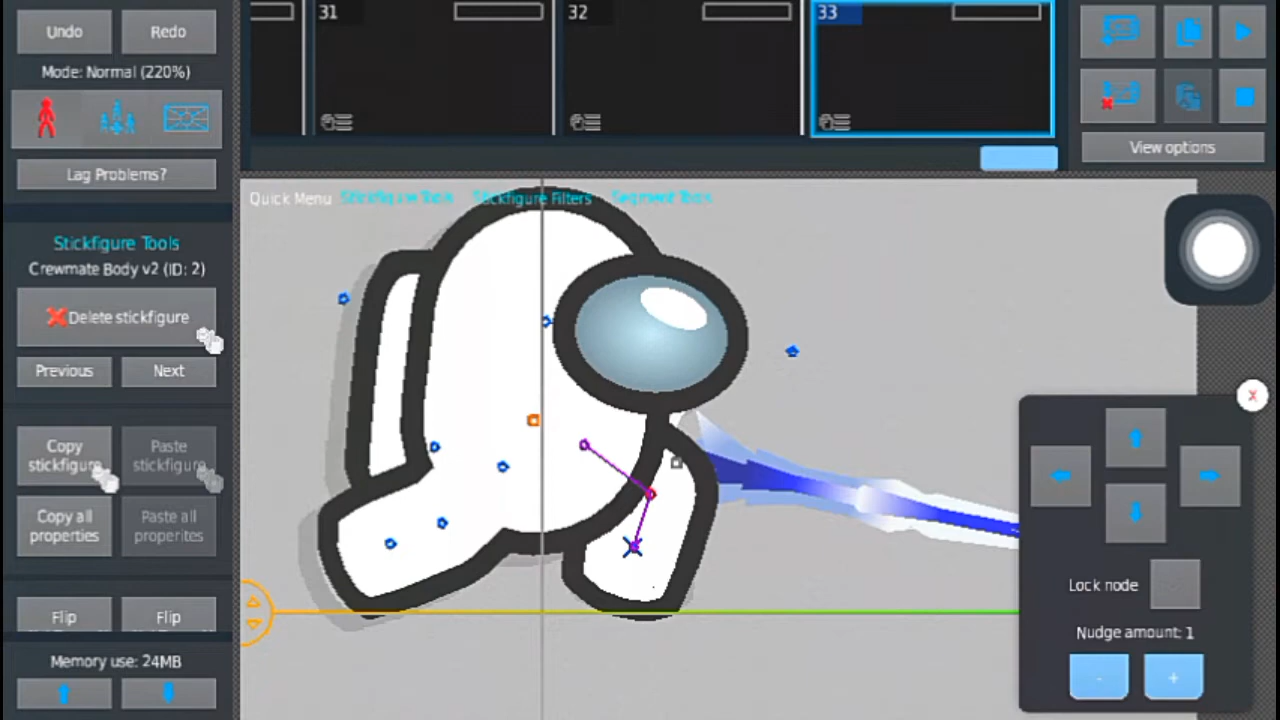 Undo
Redo
Mode: Normal (220%)
Lag Problems?
31
32
33
View options
Quick Menu
Stickfigure Tools
Stickfigure Filters
Segment Tools
Stickfigure Tools
Crewmate Body v2 (ID: 2)
Delete stickfigure
Previous
Next
Copy
stickfigure
Paste
stickfigure
Copy all
properties
Paste all
properites
Flip
Flip
Memory use: 24MB
x
Lock node
Nudge amount: 1
-
+